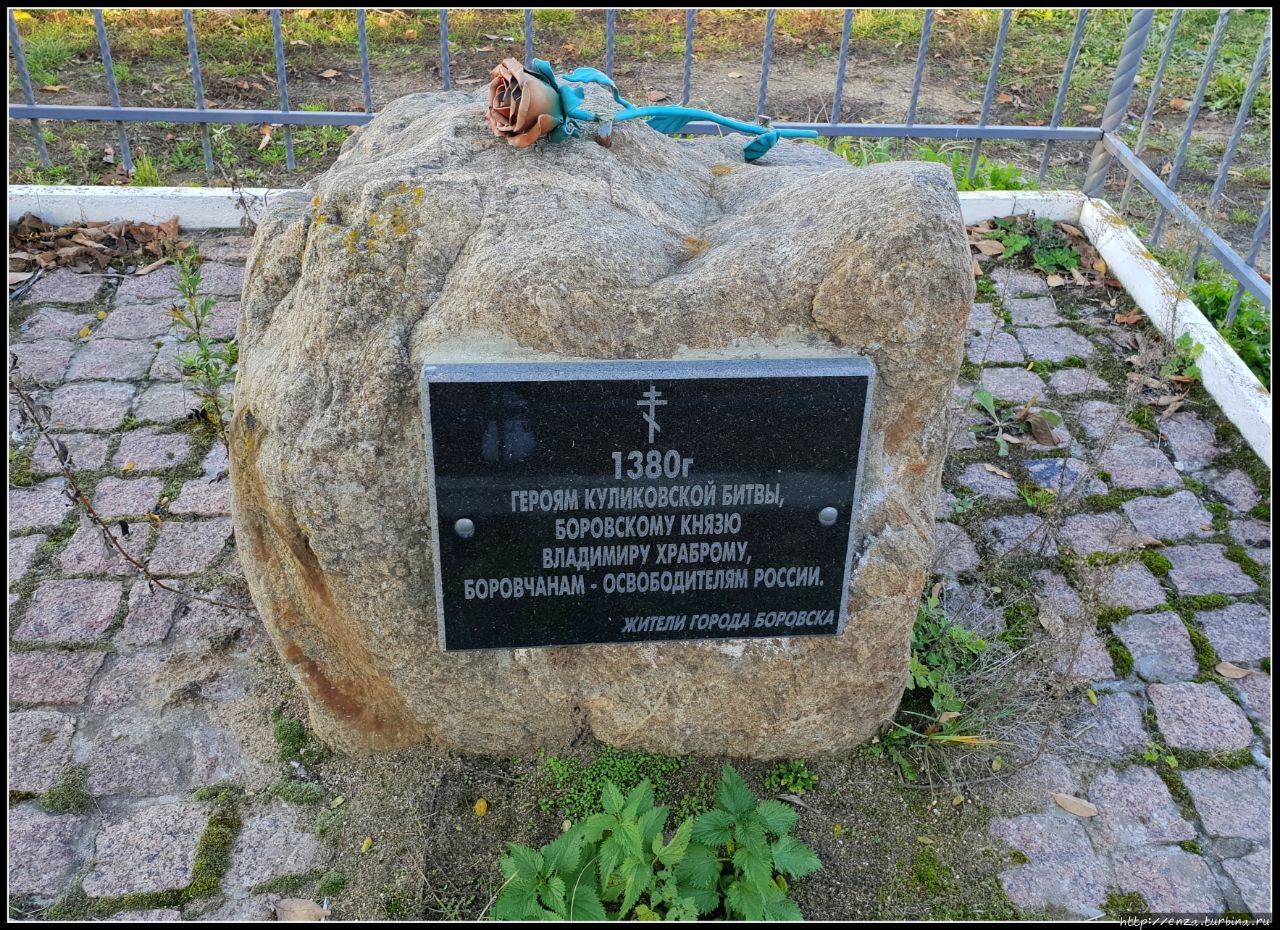 1380г
ГЕРОЯМ КУЛИКОВСКОЙ БИТВЫ,
БОРОВСКОМУ КНЯЗЮ
ВЛАДИМИРУ ХРАБРОМУ,
БОРОВЧАНАМ - ОСВОБОДИТЕЛЯМ РОССИИ.
ЖИТЕЛИ ГОРОДА БОРОВСКА
http://enza.turbina.ru